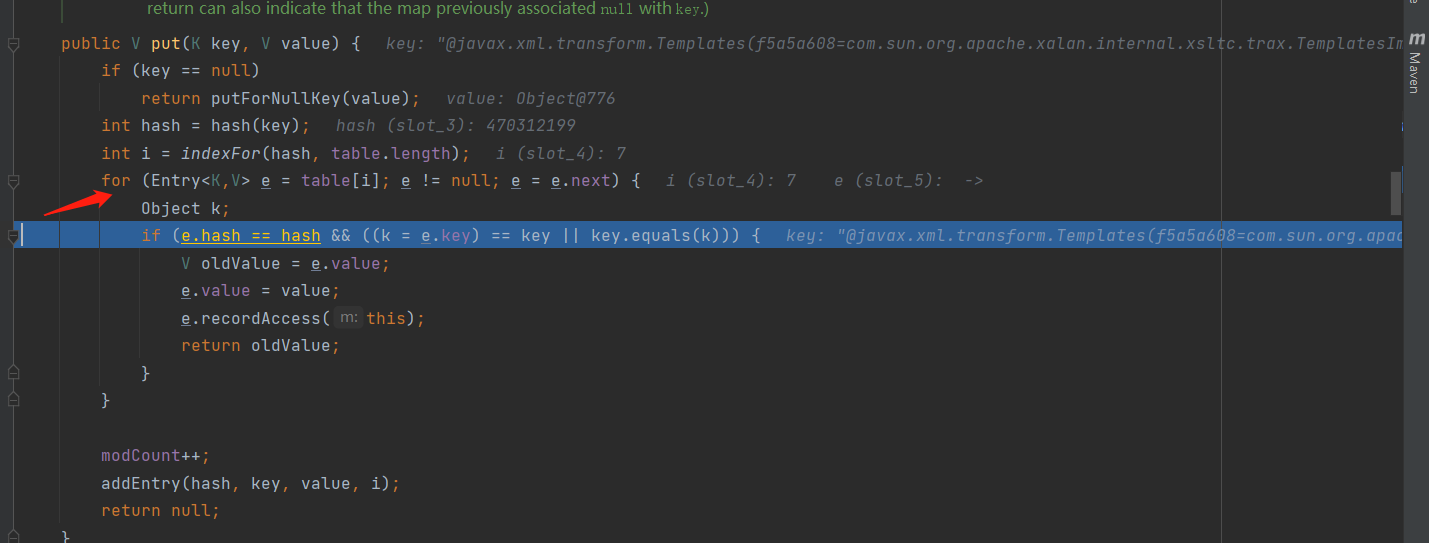 return can also indicate that the map previously associated null with key.)
public V put(K key, V value) {   key: "@javax.xml.transform.Templates(f5a5a608=com.sun.org.apache.xalan.internal.xsltc.trax.TemplatesIm
if (key == null)
return putForNullKey(value);   value: Object@776
int hash = hash(key);   hash (slot_3): 470312199
int i = indexFor(hash, table.length);   i (slot_4): 7
for (Entry<K,V> e = table[i]; e != null; e = e.next) {   i (slot_4): 7   e (slot_5):  ->
Object k;
if (e.hash == hash && ((k = e.key) == key || key.equals(k))) {   key: "@javax.xml.transform.Templates(f5a5a608=com.sun.org.apac
V oldValue = e.value;
e.value = value;
e.recordAccess( m: this);
return oldValue;
}
}
modCount++;
addEntry(hash, key, value, i);
return null;
}
m
Maven